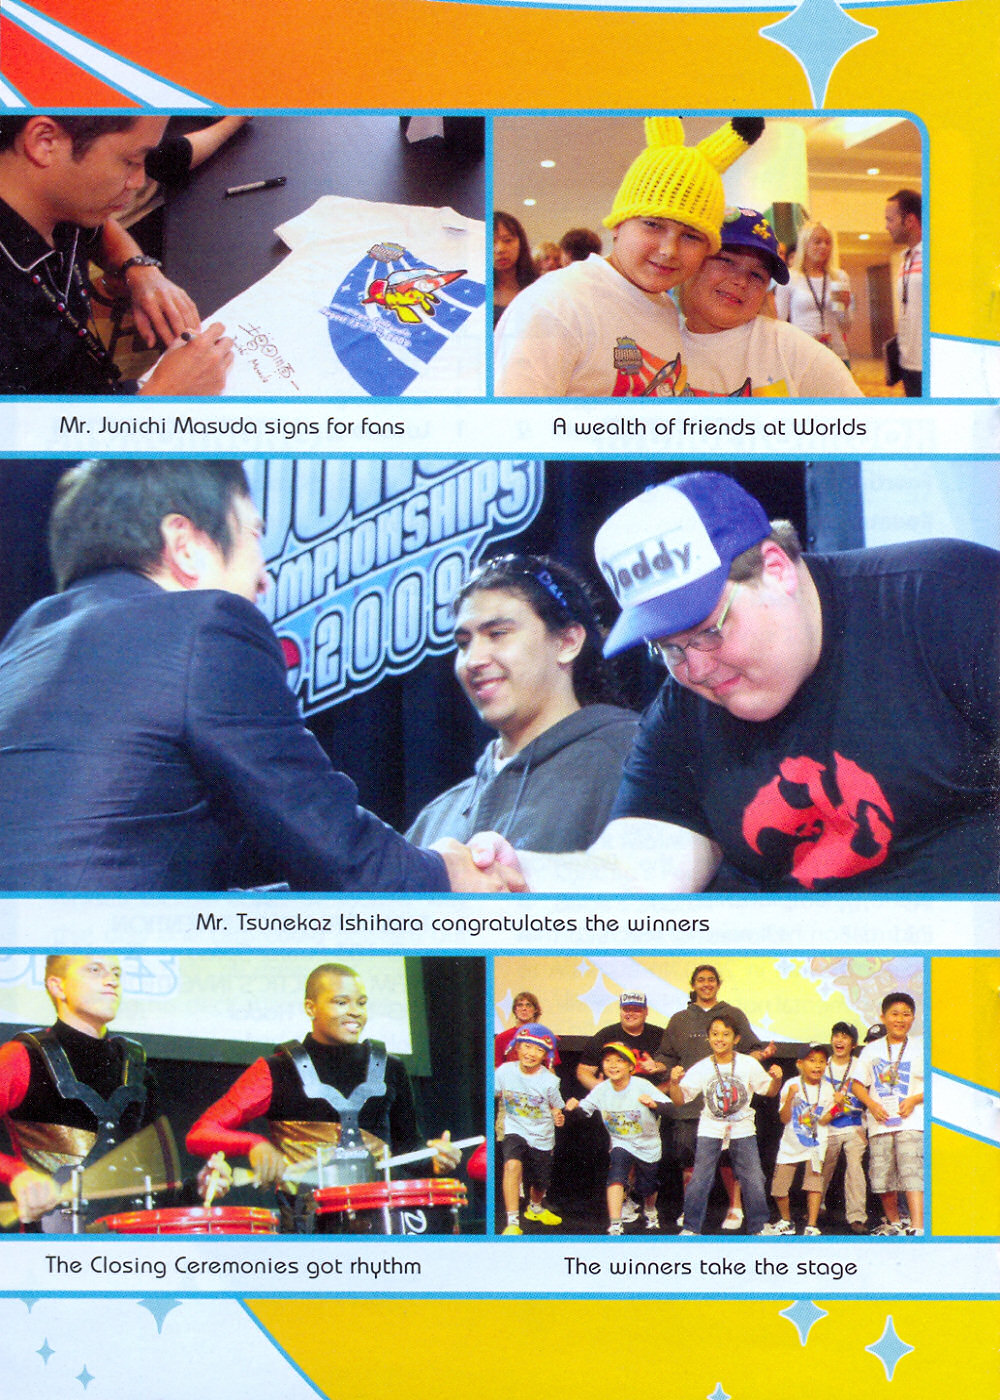 Mr. Junichi Masuda signs for fans
A wealth of friends at Worlds
CHAMPIONSHIPS
2009
Daddy
Mr. Tsunekaz Ishihara congratulates the winners
Daddy
The Closing Ceremonies got rhythm
The winners take the stage